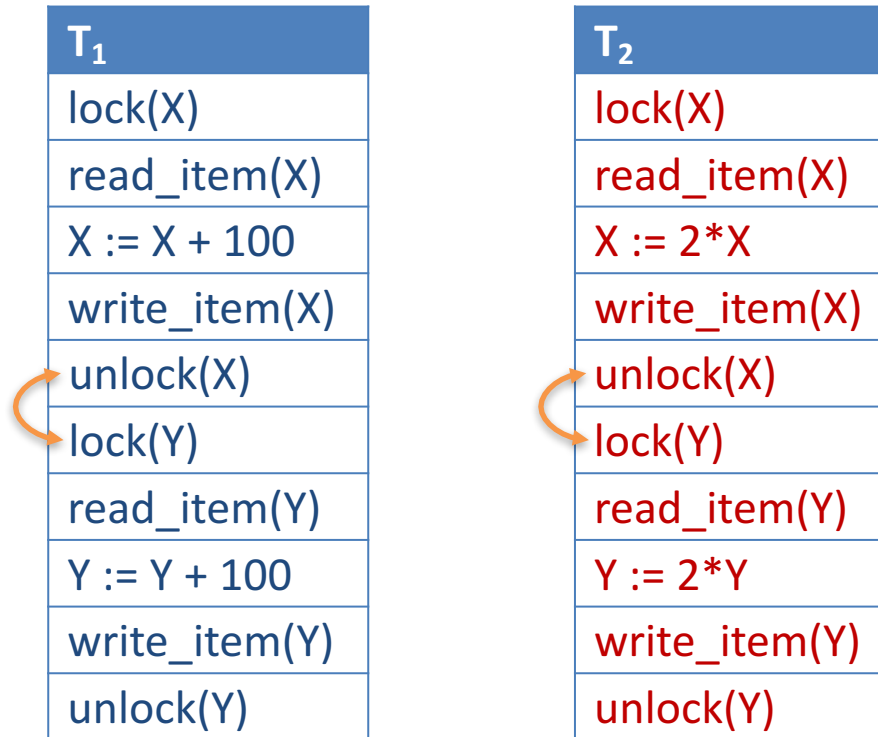 T₁
lock(X)
read_item(X)
X := X + 100
write_item(X)
unlock(X)
lock(Y)
read_item(Y)
Y := Y + 100
write_item(Y)
unlock(Y)
T₂
lock(X)
read_item(X)
X := 2*X
write_item(X)
unlock(X)
lock(Y)
read_item(Y)
Y := 2*Y
write_item(Y)
unlock(Y)